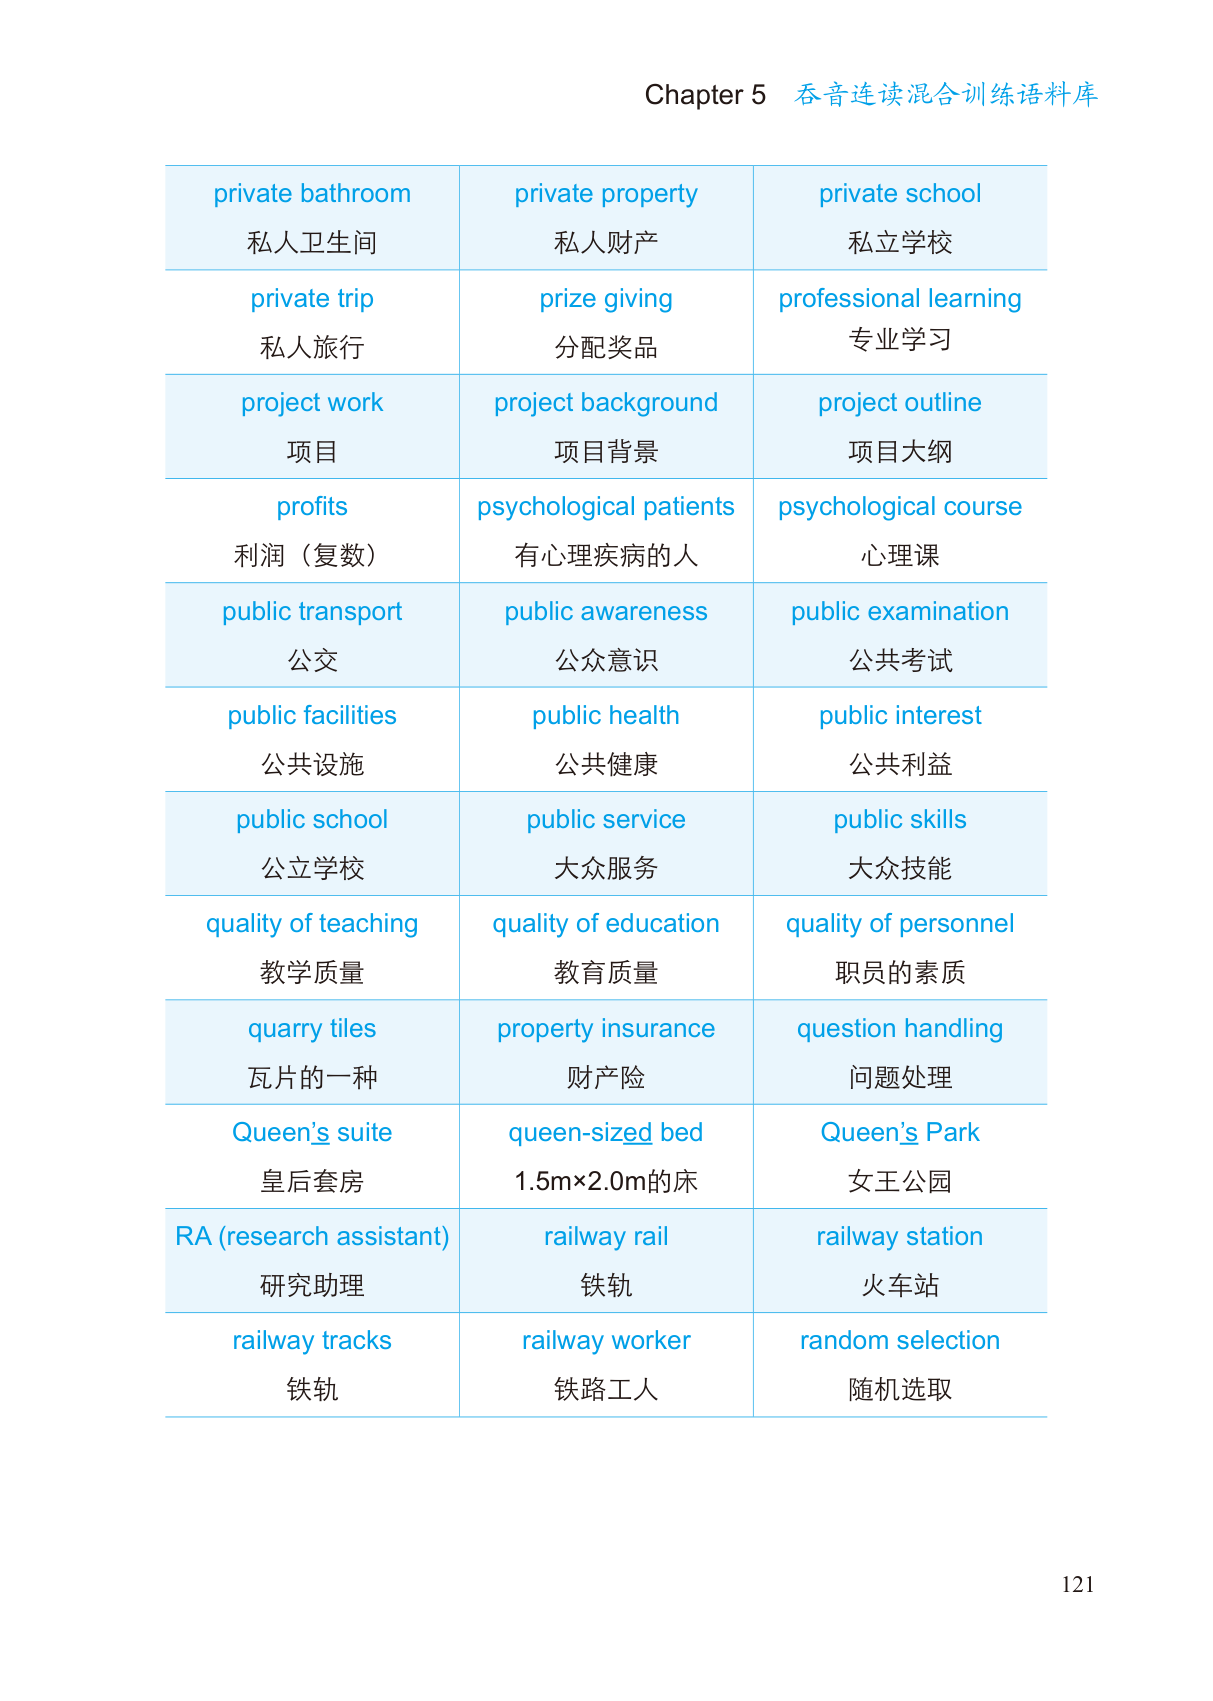 Chapter 5 吞音连读混合训练语料库
private bathroom private property private school
私人卫生间 私人财产 私立学校
private trip prize giving professional learning
私人旅行 分配奖品 专业学习
project work project background project outline
项目 项目背景 项目大纲
profits psychological patients psychological course
利润（复数） 有心理疾病的人 心理课
public transport public awareness public examination
公交 公众意识 公共考试
public facilities public health public interest
公共设施 公共健康 公共利益
public school public service public skills
公立学校 大众服务 大众技能
quality of teaching quality of education quality of personnel
教学质量 教育质量 职员的素质
quarry tiles property insurance question handling
瓦片的一种 财产险 问题处理
Queen’s suite queen-sized bed Queen’s Park
皇后套房 1.5m×2.0m的床 女王公园
RA (research assistant) railway rail railway station
研究助理 铁轨 火车站
railway tracks railway worker random selection
铁轨 铁路工人 随机选取
121